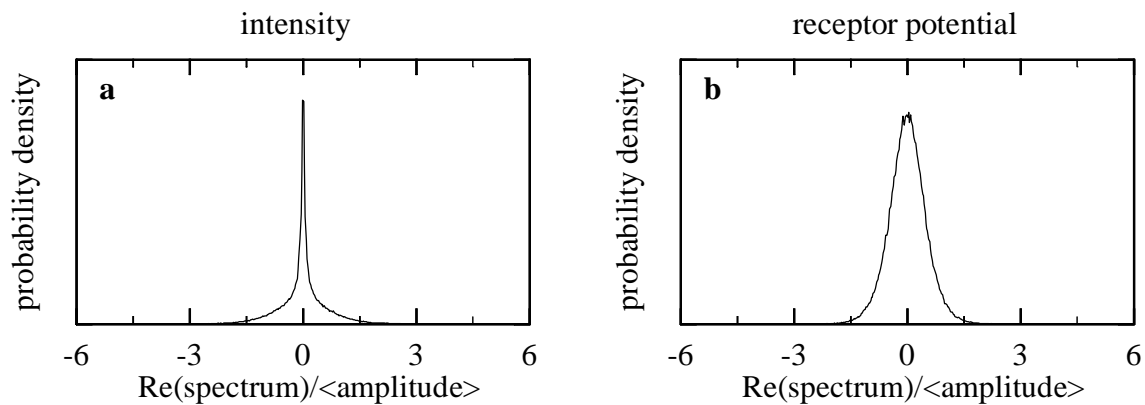 intensity
a
probability density
-6 -3 0 3 6
Re(spectrum)/<amplitude>
receptor potential
b
probability density
-6 -3 0 3 6
Re(spectrum)/<amplitude>